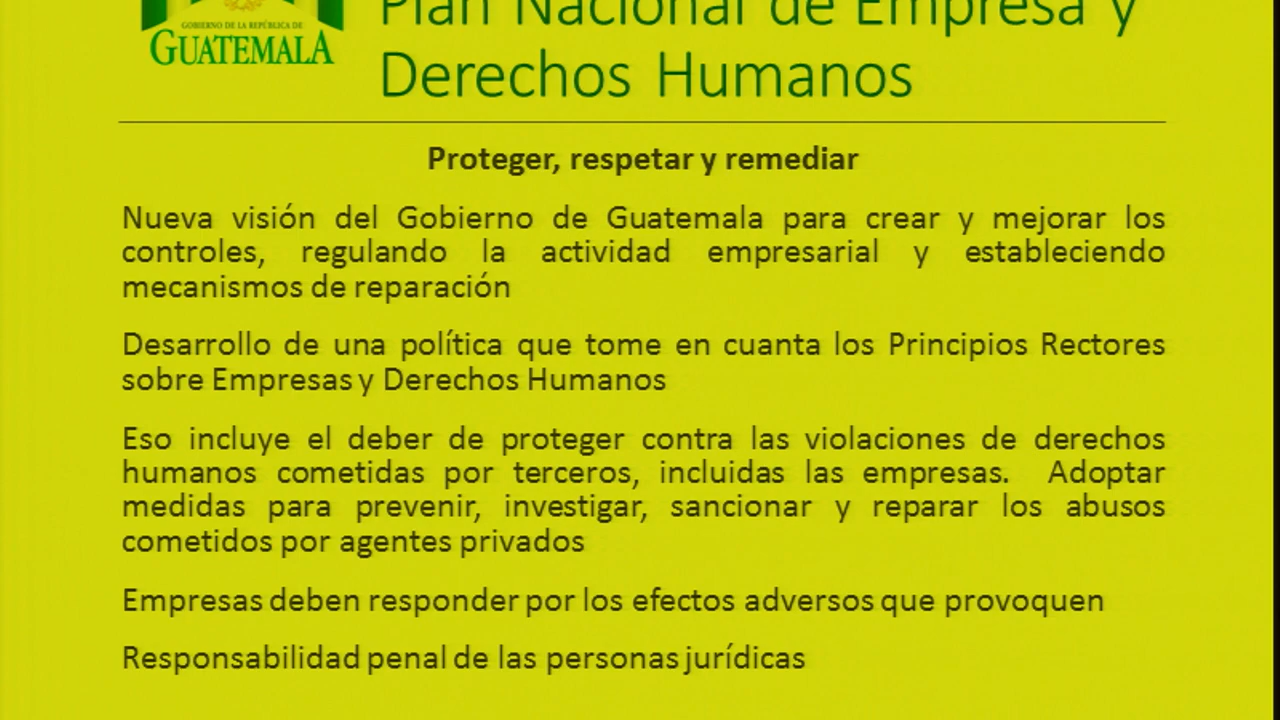 GOBIERNO DE LA REPÚBLICA DE
GUATEMALA
Plan Nacional de Empresa y
Derechos Humanos
Proteger, respetar y remediar
Nueva visión del Gobierno de Guatemala para crear y mejorar los
controles, regulando la actividad empresarial y estableciendo
mecanismos de reparación
Desarrollo de una política que tome en cuanta los Principios Rectores
sobre Empresas y Derechos Humanos
Eso incluye el deber de proteger contra las violaciones de derechos
humanos cometidas por terceros, incluidas las empresas. Adoptar
medidas para prevenir, investigar, sancionar y reparar los abusos
cometidos por agentes privados
Empresas deben responder por los efectos adversos que provoquen
Responsabilidad penal de las personas jurídicas